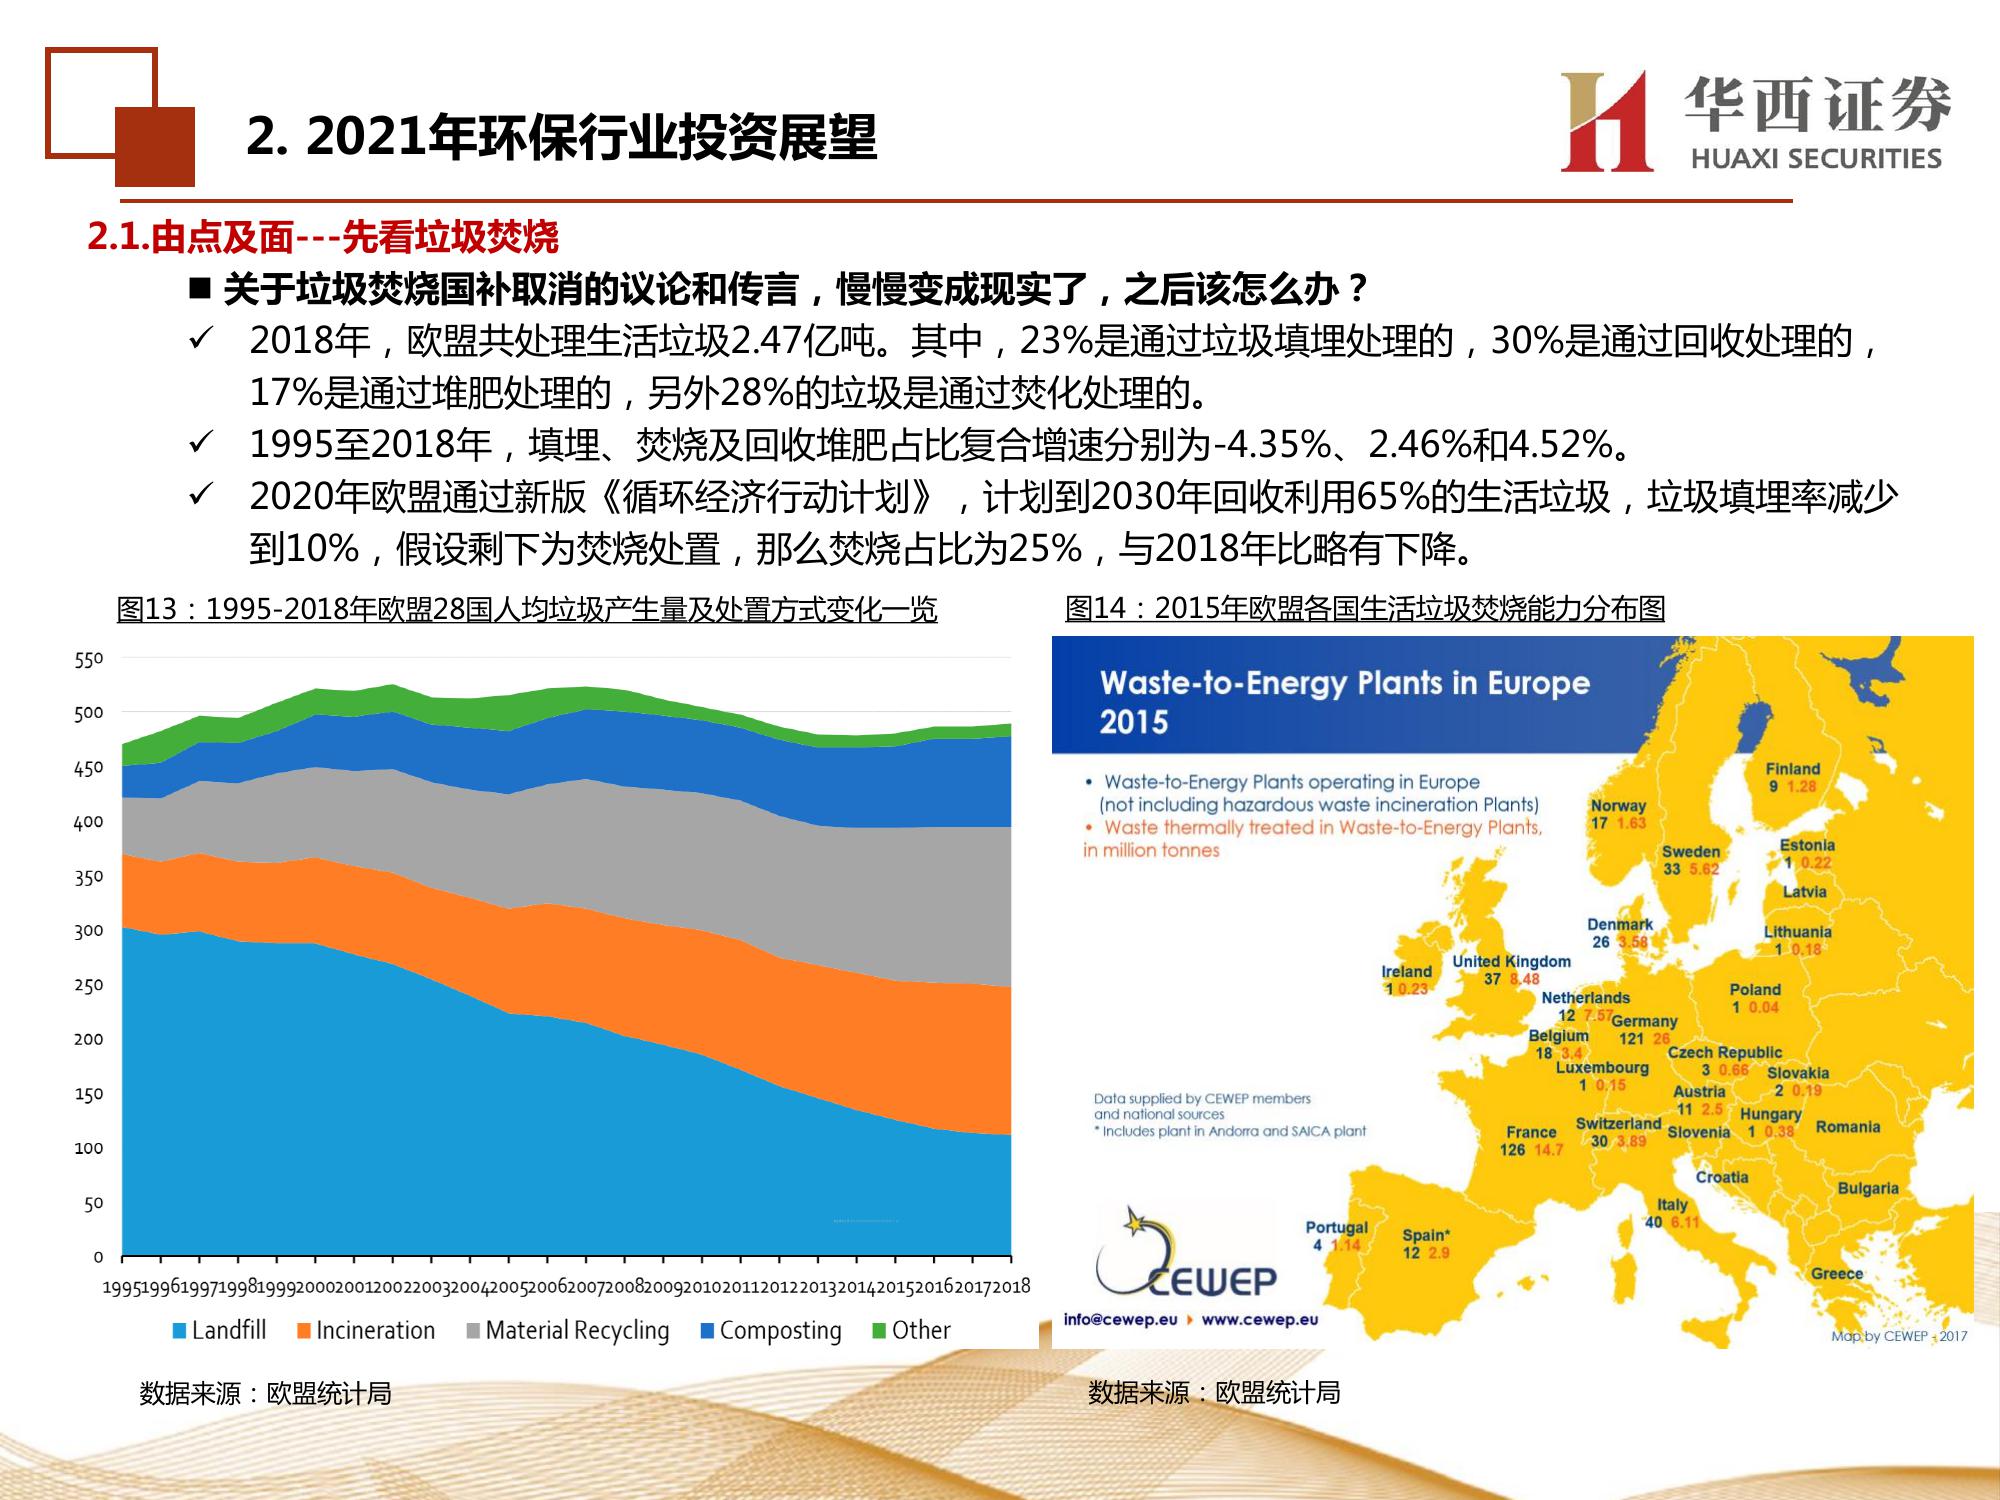 华西证券
HUAXI SECURITIES
2. 2021年环保行业投资展望
2.1.由点及面---先看垃圾焚烧
■ 关于垃圾焚烧国补取消的议论和传言，慢慢变成现实了，之后该怎么办？
✓ 2018年，欧盟共处理生活垃圾2.47亿吨。其中，23%是通过垃圾填埋处理的，30%是通过回收处理的，
17%是通过堆肥处理的，另外28%的垃圾是通过焚化处理的。
✓ 1995至2018年，填埋、焚烧及回收堆肥占比复合增速分别为-4.35%、2.46%和4.52%。
✓ 2020年欧盟通过新版《循环经济行动计划》，计划到2030年回收利用65%的生活垃圾，垃圾填埋率减少
到10%，假设剩下为焚烧处置，那么焚烧占比为25%，与2018年比略有下降。
图13：1995-2018年欧盟28国人均垃圾产生量及处置方式变化一览
550
500
450
400
350
300
250
200
150
100
50
0
1995 1996 1997 1998 1999 2000 2001 2002 2003 2004 2005 2006 2007 2008 2009 2010 2011 2012 2013 2014 2015 2016 2017 2018
Landfill Incineration Material Recycling Composting Other
数据来源：欧盟统计局
图14：2015年欧盟各国生活垃圾焚烧能力分布图
Waste-to-Energy Plants in Europe
2015
• Waste-to-Energy Plants operating in Europe
(not including hazardous waste incineration Plants)
• Waste thermally treated in Waste-to-Energy Plants,
in million tonnes
Finland
9 1.28
Norway
17 1.63
Sweden
33 5.62
Estonia
1 0.22
Latvia
Denmark
26 3.58
Lithuania
1 0.18
Ireland
1 0.23
United Kingdom
37 8.48
Netherlands
12 7.57
Poland
1 0.04
Germany
121 26
Belgium
18 3.4
Czech Republic
3 0.66
Luxembourg
1 0.15
Slovakia
2 0.19
Austria
11 2.5
Hungary
1 0.38
Switzerland
30 3.89
Slovenia
Romania
France
126 14.7
Croatia
Bulgaria
Italy
40 6.11
Portugal
4 1.14
Spain*
12 2.9
Greece
Data supplied by CEWEP members
and national sources
* Includes plant in Andorra and SAICA plant
CEWEP
info@cewep.eu www.cewep.eu
Map by CEWEP - 2017
数据来源：欧盟统计局